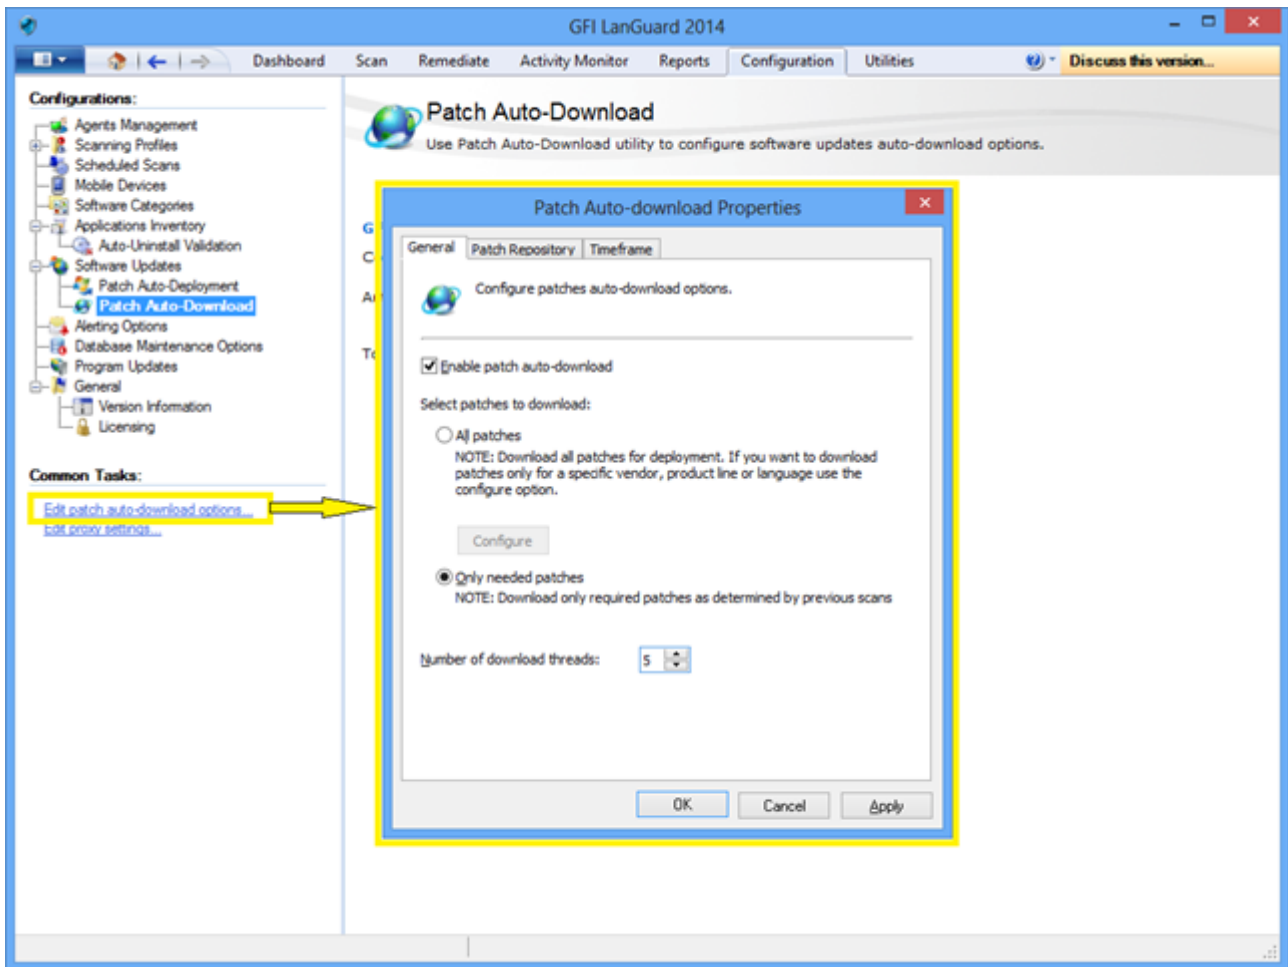 GFI LanGuard 2014
Dashboard Scan Remediate Activity Monitor Reports Configuration Utilities Discuss this version...
Configurations:
Agents Management
Scanning Profiles
Scheduled Scans
Mobile Devices
Software Categories
Applications Inventory
Auto-Uninstall Validation
Software Updates
Patch Auto-Deployment
Patch Auto-Download
Alerting Options
Database Maintenance Options
Program Updates
General
Version Information
Licensing
Common Tasks:
Edit patch auto-download options...
Edit proxy settings...
Patch Auto-Download
Use Patch Auto-Download utility to configure software updates auto-download options.
Patch Auto-download Properties
General Patch Repository Timeframe
Configure patches auto-download options.
Enable patch auto-download
Select patches to download:
All patches
NOTE: Download all patches for deployment. If you want to download
patches only for a specific vendor, product line or language use the
configure option.
Configure
Only needed patches
NOTE: Download only required patches as determined by previous scans
Number of download threads: 5
OK Cancel Apply